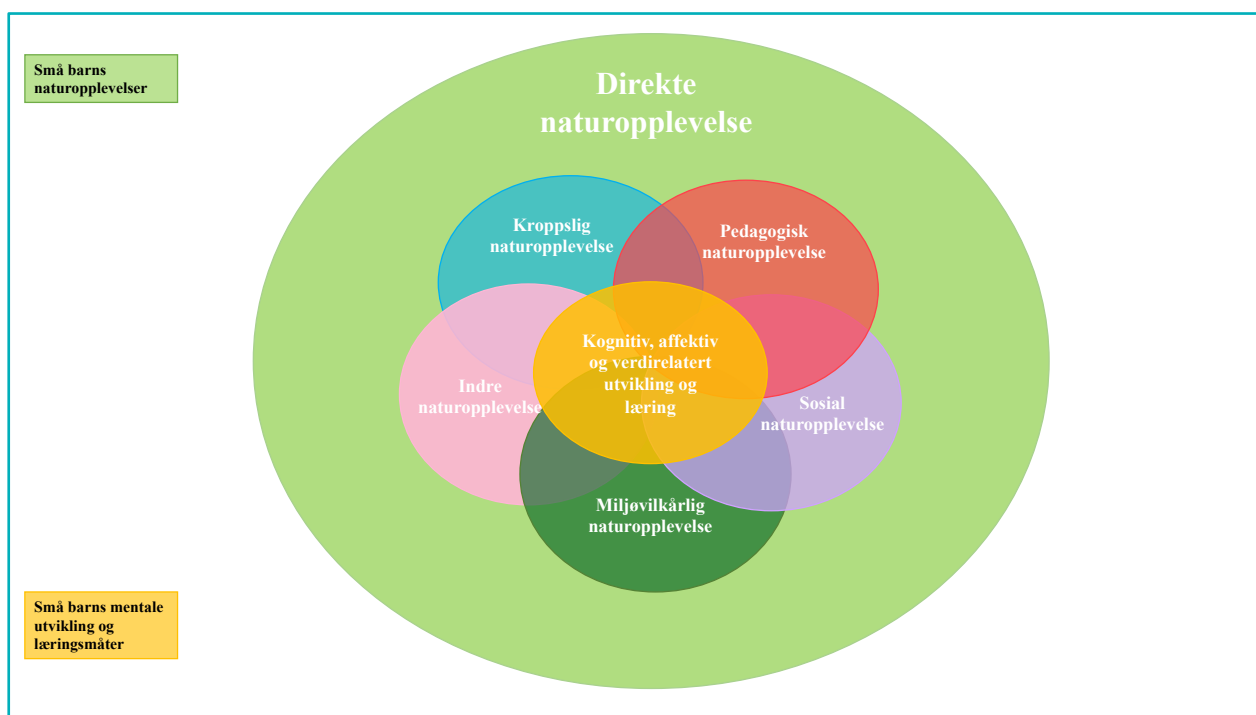 Små barns
naturopplevelser
Direkte
naturopplevelse
Kroppslig
naturopplevelse
Pedagogisk
naturopplevelse
Kognitiv, affektiv
og verdirelatert
utvikling og
læring
Indre
naturopplevelse
Sosial
naturopplevelse
Miljøvilkårlig
naturopplevelse
Små barns mentale
utvikling og
læringsmåter